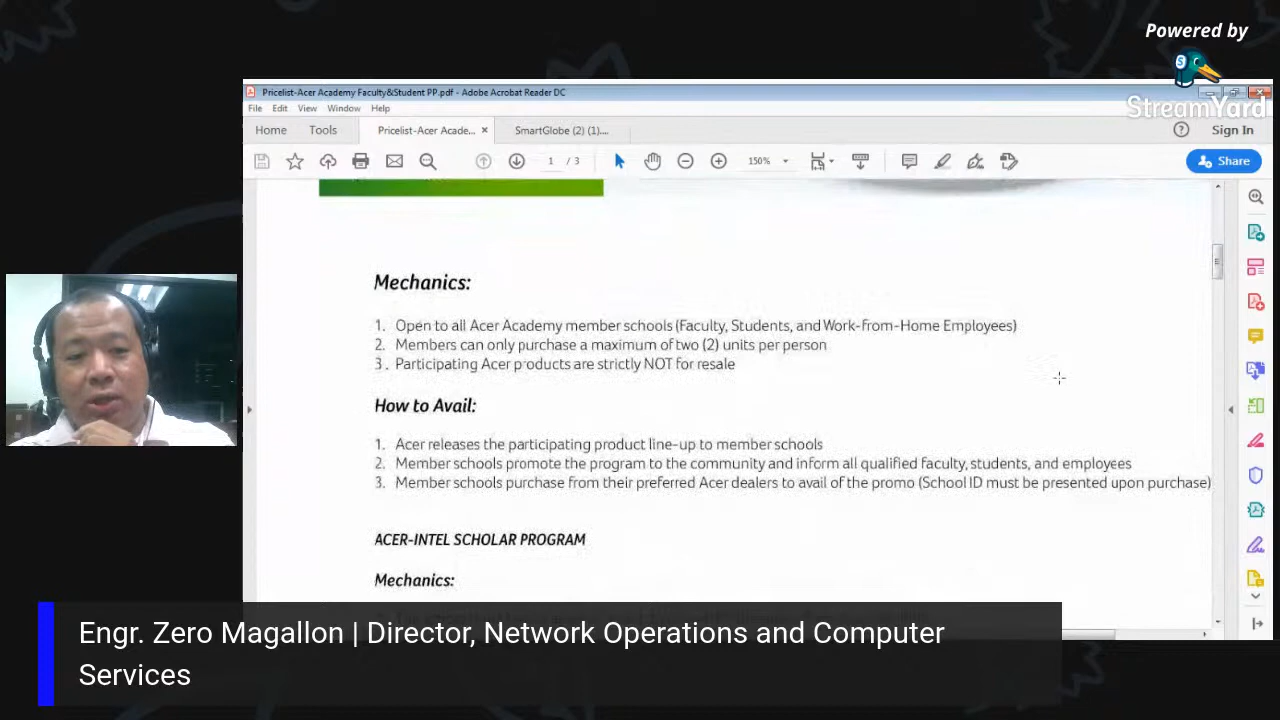 Powered by
StreamYard
Pricelist-Acer Academy Faculty&Student PP.pdf - Adobe Acrobat Reader DC
File Edit View Window Help
Home Tools Pricelist-Acer Acade... × SmartGlobe (2) (1).... Sign In
1 / 3 150% Share
Mechanics:
1. Open to all Acer Academy member schools (Faculty, Students, and Work-from-Home Employees)
2. Members can only purchase a maximum of two (2) units per person
3. Participating Acer products are strictly NOT for resale
How to Avail:
1. Acer releases the participating product line-up to member schools
2. Member schools promote the program to the community and inform all qualified faculty, students, and employees
3. Member schools purchase from their preferred Acer dealers to avail of the promo (School ID must be presented upon purchase)
ACER-INTEL SCHOLAR PROGRAM
Mechanics:
Engr. Zero Magallon | Director, Network Operations and Computer
Services